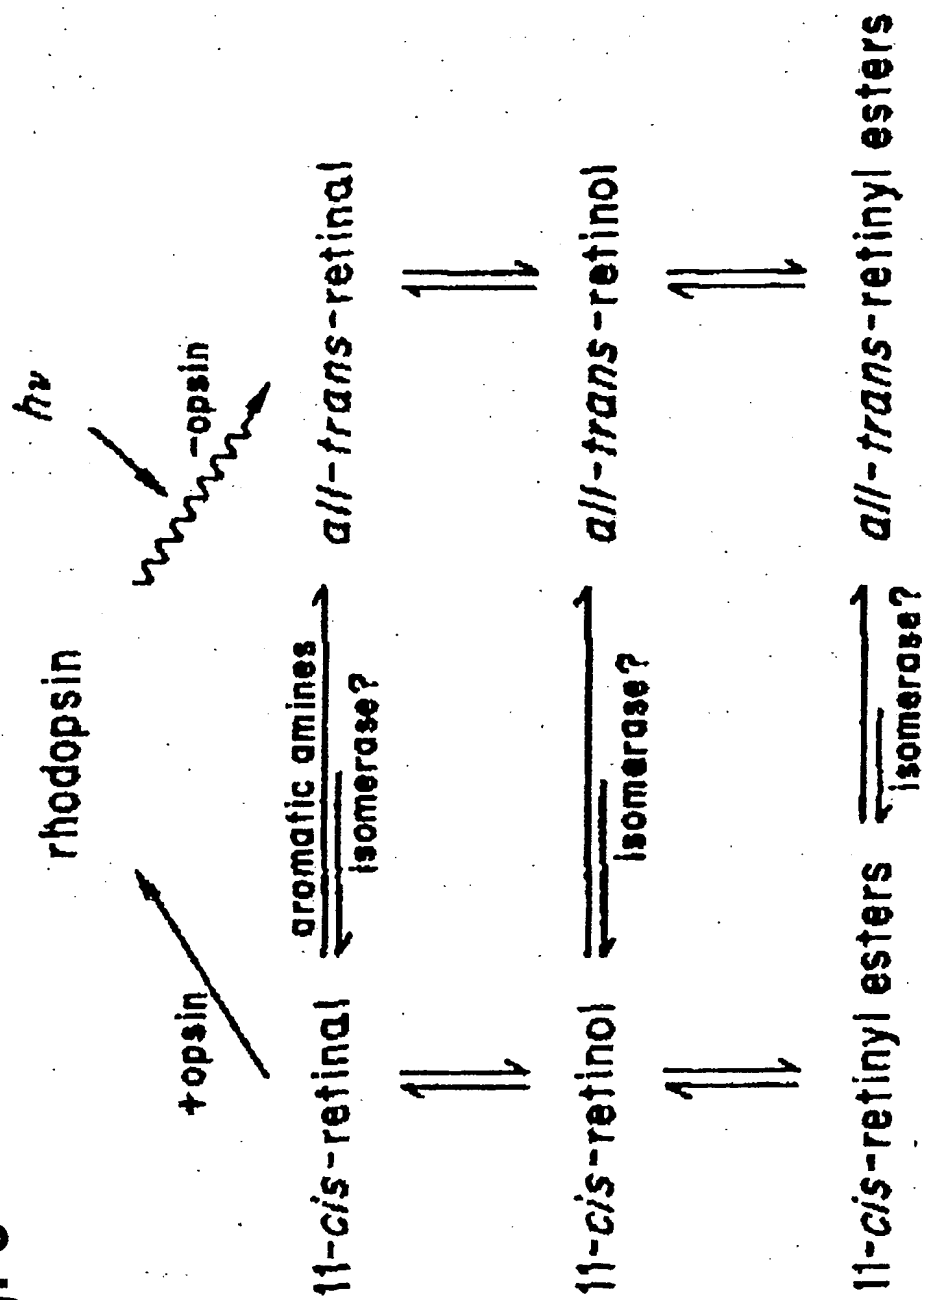 hν
rhodopsin
+opsin
-opsin
aromatic amines
11-cis-retinal all-trans-retinal
isomerase?
11-cis-retinol all-trans-retinol
isomerase?
11-cis-retinyl esters all-trans-retinyl esters
isomerase?